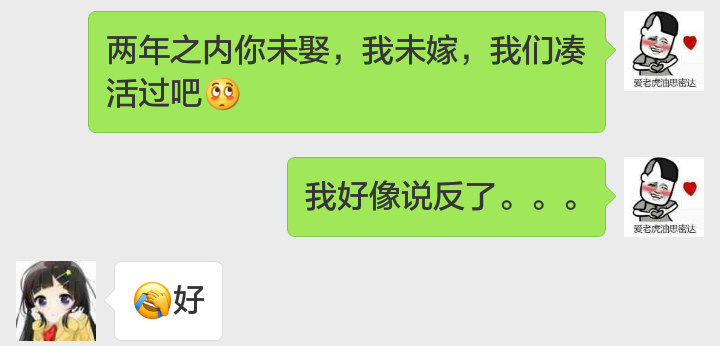 两年之内你未娶，我未嫁，我们凑
活过吧
爱老虎油思密达
我好像说反了。。。
爱老虎油思密达
好